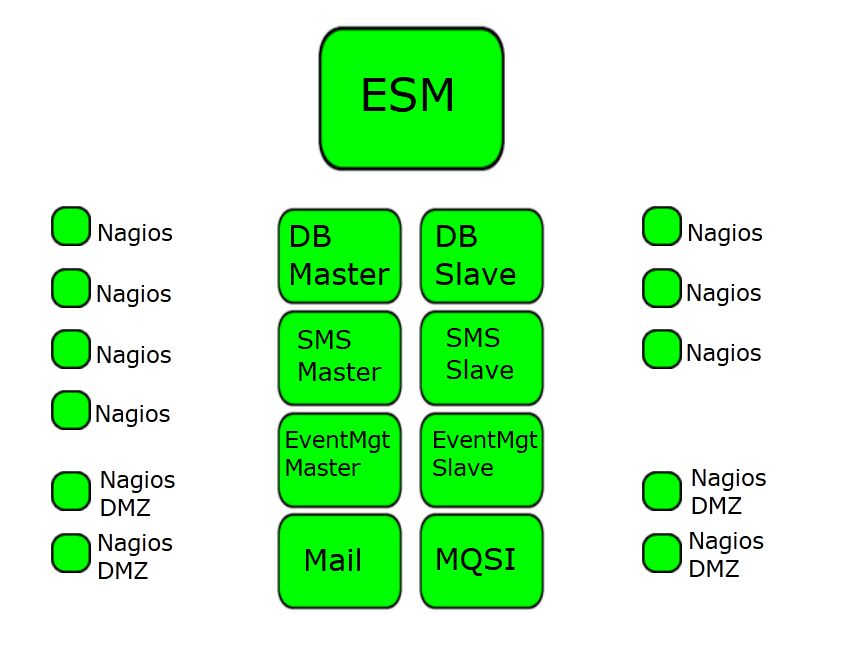 ESM
Nagios
Nagios
Nagios
Nagios
Nagios
DMZ
Nagios
DMZ
DB
Master
DB
Slave
SMS
Master
SMS
Slave
EventMgt
Master
EventMgt
Slave
Mail
MQSI
Nagios
Nagios
Nagios
Nagios
DMZ
Nagios
DMZ